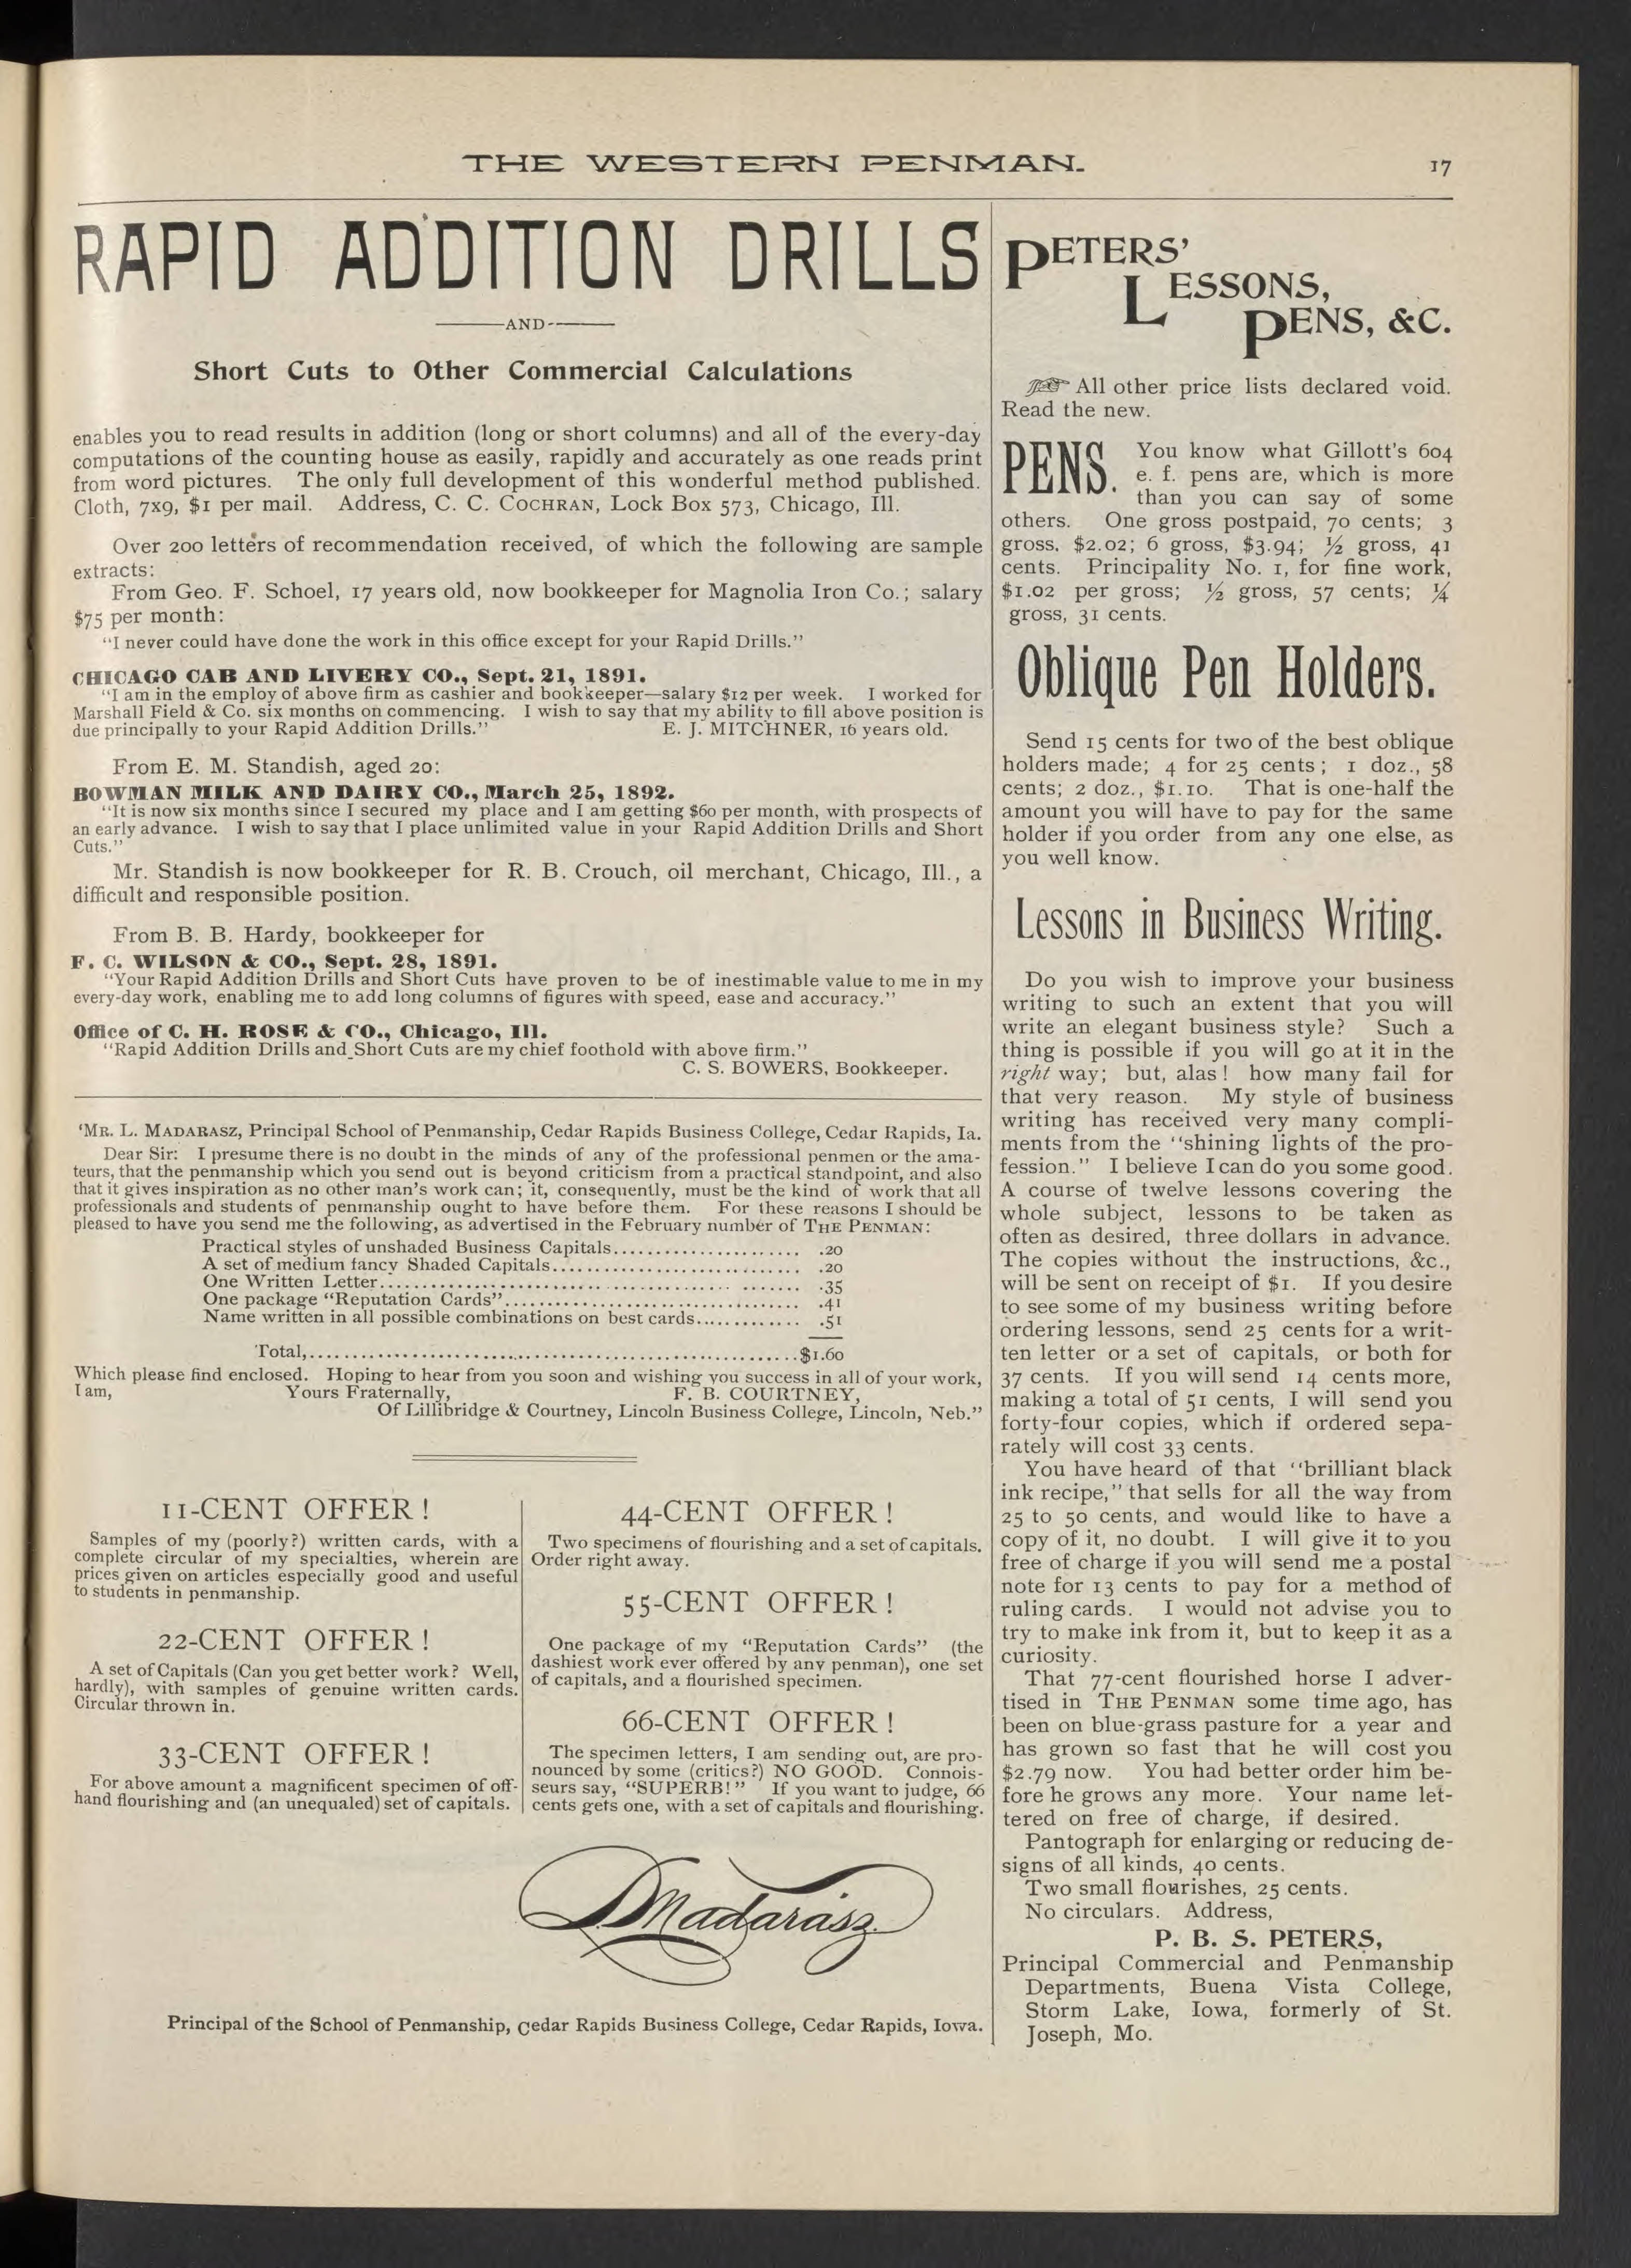 THE WESTERN PENMAN.
17
RAPID ADDITION DRILLS
AND
Short Cuts to Other Commercial Calculations
enables you to read results in addition (long or short columns) and all of the every-day
computations of the counting house as easily, rapidly and accurately as one reads print
from word pictures. The only full development of this wonderful method published.
Cloth, 7x9, $1 per mail. Address, C. C. COCHRAN, Lock Box 573, Chicago, Ill.
Over 200 letters of recommendation received, of which the following are sample
extracts:
From Geo. F. Schoel, 17 years old, now bookkeeper for Magnolia Iron Co.; salary
$75 per month:
"I never could have done the work in this office except for your Rapid Drills."
CHICAGO CAB AND LIVERY CO., Sept. 21, 1891.
"I am in the employ of above firm as cashier and bookkeeper—salary $12 per week. I worked for
Marshall Field & Co. six months on commencing. I wish to say that my ability to fill above position is
due principally to your Rapid Addition Drills." E. J. MITCHNER, 16 years old.
From E. M. Standish, aged 20:
BOWMAN MILK AND DAIRY CO., March 25, 1892.
"It is now six months since I secured my place and I am getting $60 per month, with prospects of
an early advance. I wish to say that I place unlimited value in your Rapid Addition Drills and Short
Cuts."
Mr. Standish is now bookkeeper for R. B. Crouch, oil merchant, Chicago, Ill., a
difficult and responsible position.
From B. B. Hardy, bookkeeper for
F. C. WILSON & CO., Sept. 28, 1891.
"Your Rapid Addition Drills and Short Cuts have proven to be of inestimable value to me in my
every-day work, enabling me to add long columns of figures with speed, ease and accuracy."
Office of C. H. ROSE & CO., Chicago, Ill.
"Rapid Addition Drills and Short Cuts are my chief foothold with above firm."
C. S. BOWERS, Bookkeeper.
'MR. L. MADARASZ, Principal School of Penmanship, Cedar Rapids Business College, Cedar Rapids, Ia.
Dear Sir: I presume there is no doubt in the minds of any of the professional penmen or the ama-
teurs, that the penmanship which you send out is beyond criticism from a practical standpoint, and also
that it gives inspiration as no other man's work can; it, consequently, must be the kind of work that all
professionals and students of penmanship ought to have before them. For these reasons I should be
pleased to have you send me the following, as advertised in the February number of THE PENMAN:
Practical styles of unshaded Business Capitals........................ .20
A set of medium fancy Shaded Capitals............................. .20
One Written Letter.................................................. .35
One package "Reputation Cards"................................... .41
Name written in all possible combinations on best cards.............. .51
Total,..................................................................$1.60
Which please find enclosed. Hoping to hear from you soon and wishing you success in all of your work,
I am, Yours Fraternally, F. B. COURTNEY,
Of Lillibridge & Courtney, Lincoln Business College, Lincoln, Neb."
11-CENT OFFER!
Samples of my (poorly?) written cards, with a
complete circular of my specialties, wherein are
prices given on articles especially good and useful
to students in penmanship.
22-CENT OFFER!
A set of Capitals (Can you get better work? Well,
hardly), with samples of genuine written cards.
Circular thrown in.
33-CENT OFFER!
For above amount a magnificent specimen of off-
hand flourishing and (an unequaled) set of capitals.
44-CENT OFFER!
Two specimens of flourishing and a set of capitals.
Order right away.
55-CENT OFFER!
One package of my "Reputation Cards" (the
dashiest work ever offered by any penman), one set
of capitals, and a flourished specimen.
66-CENT OFFER!
The specimen letters, I am sending out, are pro-
nounced by some (critics?) NO GOOD. Connois-
seurs say, "SUPERB!" If you want to judge, 66
cents gets one, with a set of capitals and flourishing.
L Madarasz.
Principal of the School of Penmanship, Cedar Rapids Business College, Cedar Rapids, Iowa.
PETERS'
LESSONS,
PENS, &C.
All other price lists declared void.
Read the new.
PENS. You know what Gillott's 604
e. f. pens are, which is more
than you can say of some
others. One gross postpaid, 70 cents; 3
gross, $2.02; 6 gross, $3.94; ½ gross, 41
cents. Principality No. 1, for fine work,
$1.02 per gross; ½ gross, 57 cents; ¼
gross, 31 cents.
Oblique Pen Holders.
Send 15 cents for two of the best oblique
holders made; 4 for 25 cents; 1 doz., 58
cents; 2 doz., $1.10. That is one-half the
amount you will have to pay for the same
holder if you order from any one else, as
you well know.
Lessons in Business Writing.
Do you wish to improve your business
writing to such an extent that you will
write an elegant business style? Such a
thing is possible if you will go at it in the
right way; but, alas! how many fail for
that very reason. My style of business
writing has received very many compli-
ments from the "shining lights of the pro-
fession." I believe I can do you some good.
A course of twelve lessons covering the
whole subject, lessons to be taken as
often as desired, three dollars in advance.
The copies without the instructions, &c.,
will be sent on receipt of $1. If you desire
to see some of my business writing before
ordering lessons, send 25 cents for a writ-
ten letter or a set of capitals, or both for
37 cents. If you will send 14 cents more,
making a total of 51 cents, I will send you
forty-four copies, which if ordered sepa-
rately will cost 33 cents.
You have heard of that "brilliant black
ink recipe," that sells for all the way from
25 to 50 cents, and would like to have a
copy of it, no doubt. I will give it to you
free of charge if you will send me a postal
note for 13 cents to pay for a method of
ruling cards. I would not advise you to
try to make ink from it, but to keep it as a
curiosity.
That 77-cent flourished horse I adver-
tised in THE PENMAN some time ago, has
been on blue-grass pasture for a year and
has grown so fast that he will cost you
$2.79 now. You had better order him be-
fore he grows any more. Your name let-
tered on free of charge, if desired.
Pantograph for enlarging or reducing de-
signs of all kinds, 40 cents.
Two small flourishes, 25 cents.
No circulars. Address,
P. B. S. PETERS,
Principal Commercial and Penmanship
Departments, Buena Vista College,
Storm Lake, Iowa, formerly of St.
Joseph, Mo.